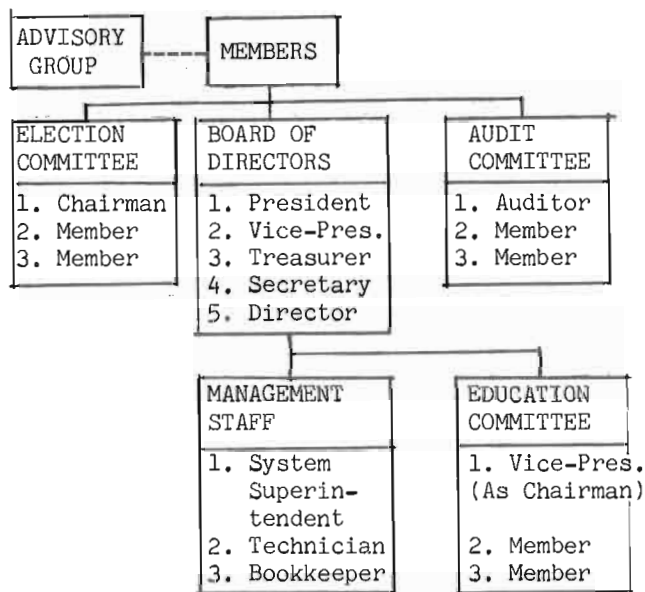 ADVISORY
GROUP
MEMBERS
ELECTION
COMMITTEE
1. Chairman
2. Member
3. Member
BOARD OF
DIRECTORS
1. President
2. Vice-Pres.
3. Treasurer
4. Secretary
5. Director
AUDIT
COMMITTEE
1. Auditor
2. Member
3. Member
MANAGEMENT
STAFF
1. System
Superin-
tendent
2. Technician
3. Bookkeeper
EDUCATION
COMMITTEE
1. Vice-Pres.
(As Chairman)
2. Member
3. Member